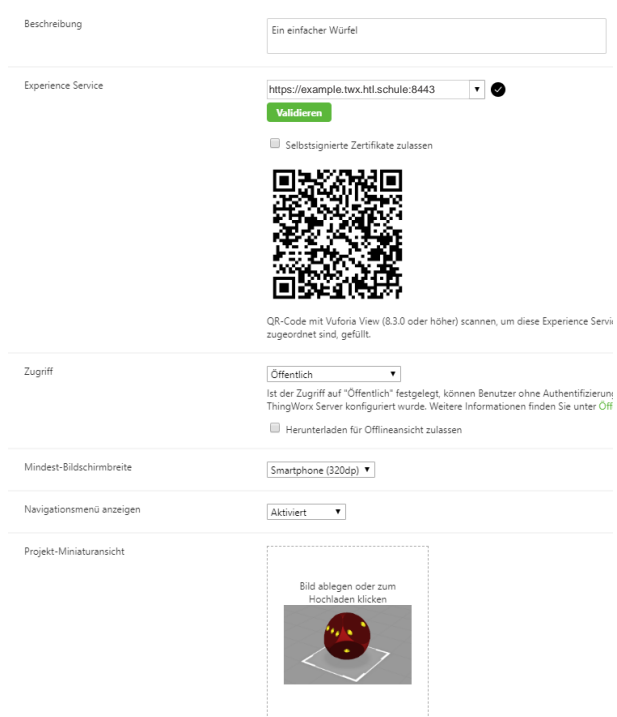 Beschreibung
Ein einfacher Würfel
Experience Service
https://example.twx.htl.schule:8443
Validieren
Selbstsignierte Zertifikate zulassen
QR-Code mit Vuforia View (8.3.0 oder höher) scannen, um diese Experience
zugeordnet sind, gefüllt.
Zugriff
Öffentlich
Ist der Zugriff auf "Öffentlich" festgelegt, können Benutzer ohne
ThingWorx Server konfiguriert wurde. Weitere Informationen finden Sie unter
Herunterladen für Offlineansicht zulassen
Mindest-Bildschirmbreite
Smartphone (320dp)
Navigationsmenü anzeigen
Aktiviert
Projekt-Miniaturansicht
Bild ablegen oder zum
Hochladen klicken